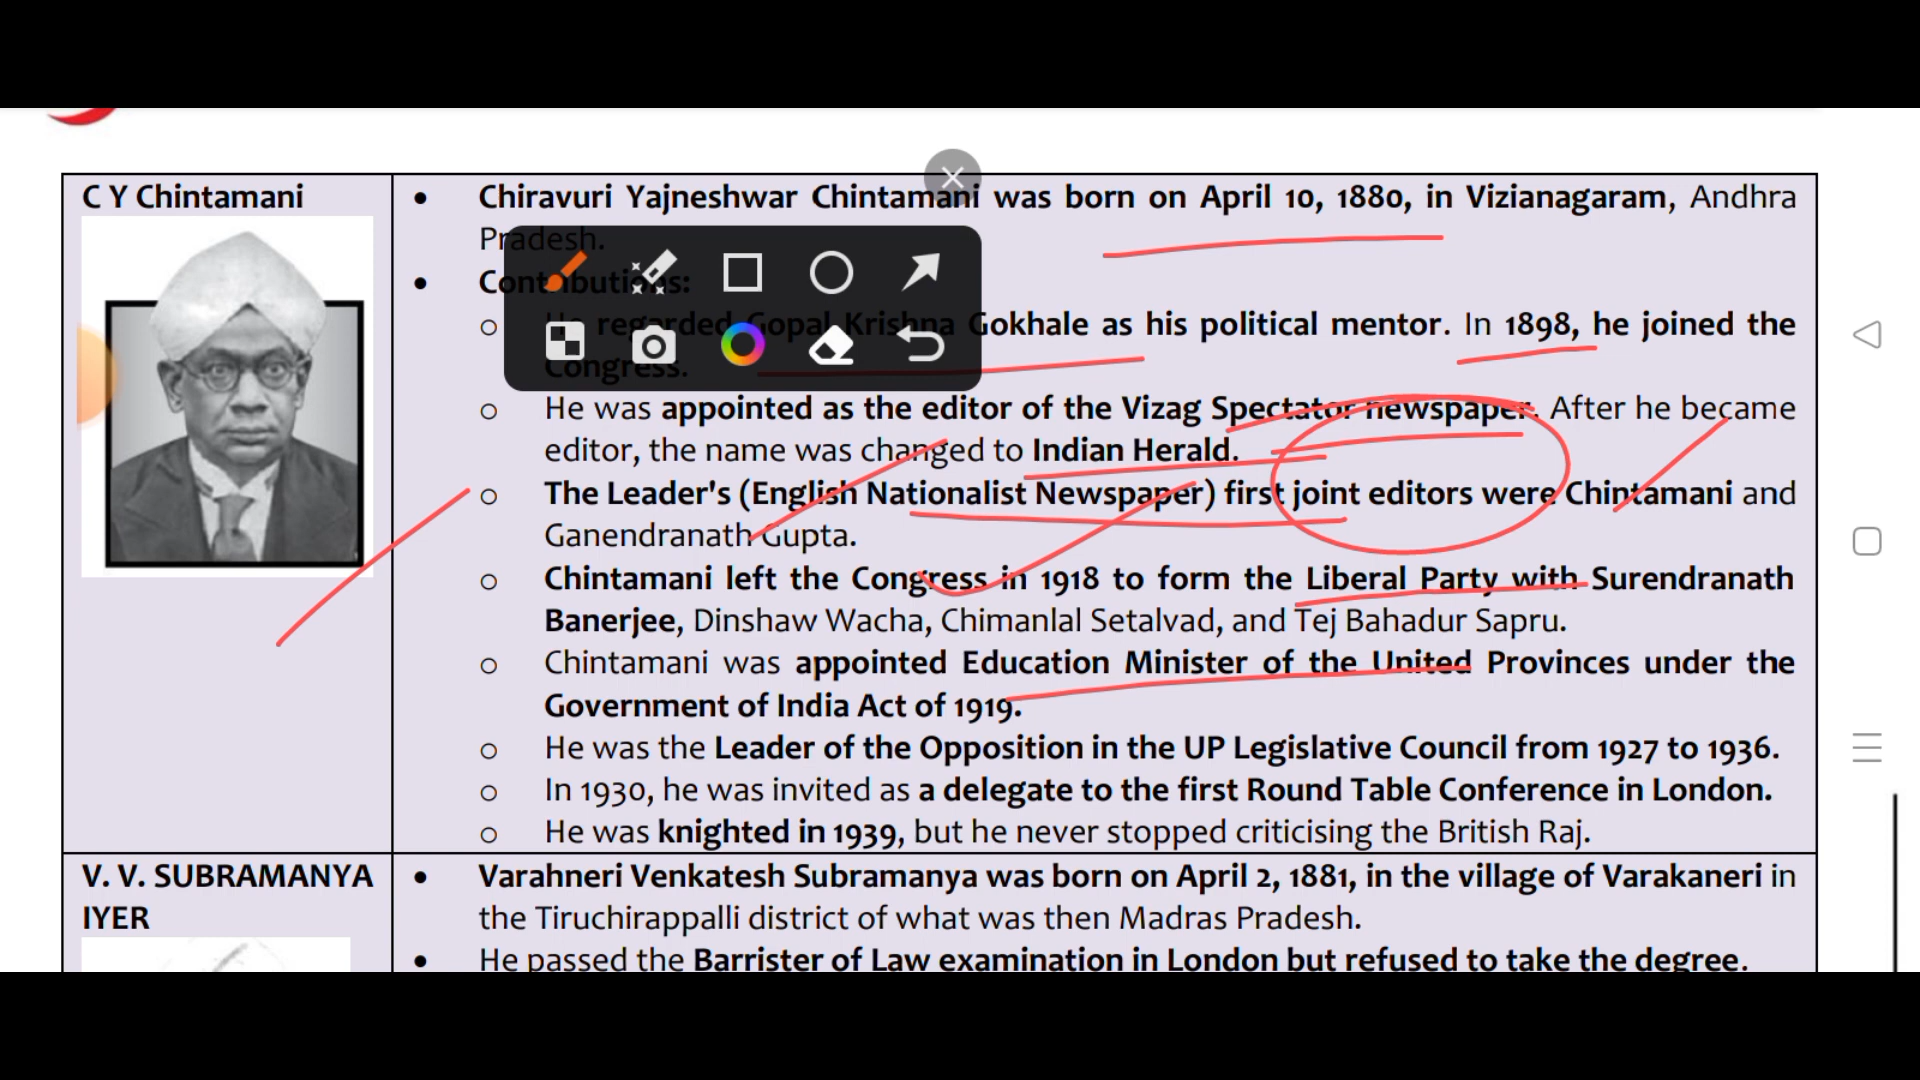 C Y Chintamani
• Chiravuri Yajneshwar Chintamani was born on April 10, 1880, in Vizianagaram, Andhra
Pradesh.
• Contributions:
o He regarded Gopal Krishna Gokhale as his political mentor. In 1898, he joined the
Congress.
o He was appointed as the editor of the Vizag Spectator newspaper. After he became
editor, the name was changed to Indian Herald.
o The Leader's (English Nationalist Newspaper) first joint editors were Chintamani and
Ganendranath Gupta.
o Chintamani left the Congress in 1918 to form the Liberal Party with Surendranath
Banerjee, Dinshaw Wacha, Chimanlal Setalvad, and Tej Bahadur Sapru.
o Chintamani was appointed Education Minister of the United Provinces under the
Government of India Act of 1919.
o He was the Leader of the Opposition in the UP Legislative Council from 1927 to 1936.
o In 1930, he was invited as a delegate to the first Round Table Conference in London.
o He was knighted in 1939, but he never stopped criticising the British Raj.
V. V. SUBRAMANYA
IYER
• Varahneri Venkatesh Subramanya was born on April 2, 1881, in the village of Varakaneri in
the Tiruchirappalli district of what was then Madras Pradesh.
• He passed the Barrister of Law examination in London but refused to take the degree.